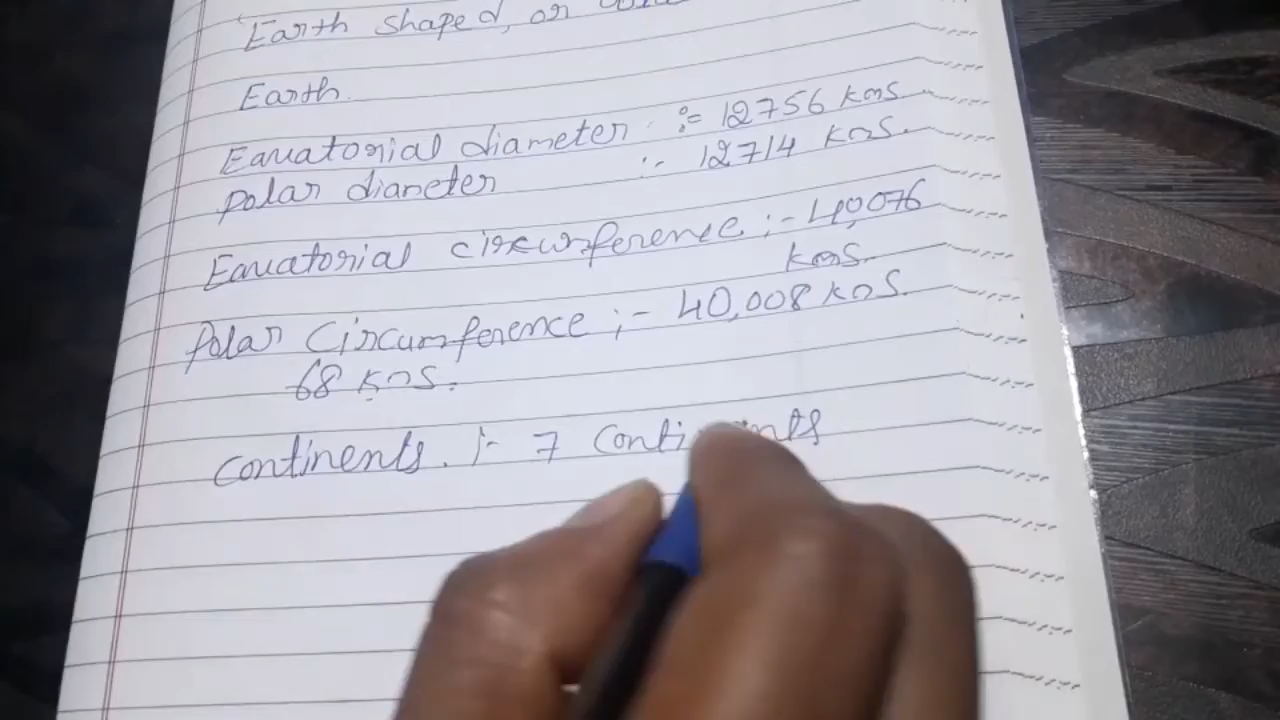 Earth shaped, or
Earth.
Eauatorial diameter :- 12756 kms
Polar diameter :- 12714 kms.
Eauatorial circumference :- 40,076
kms.
Polar Circumference :- 40,008 kms.
68 kms.
Continents. :- 7 Continents